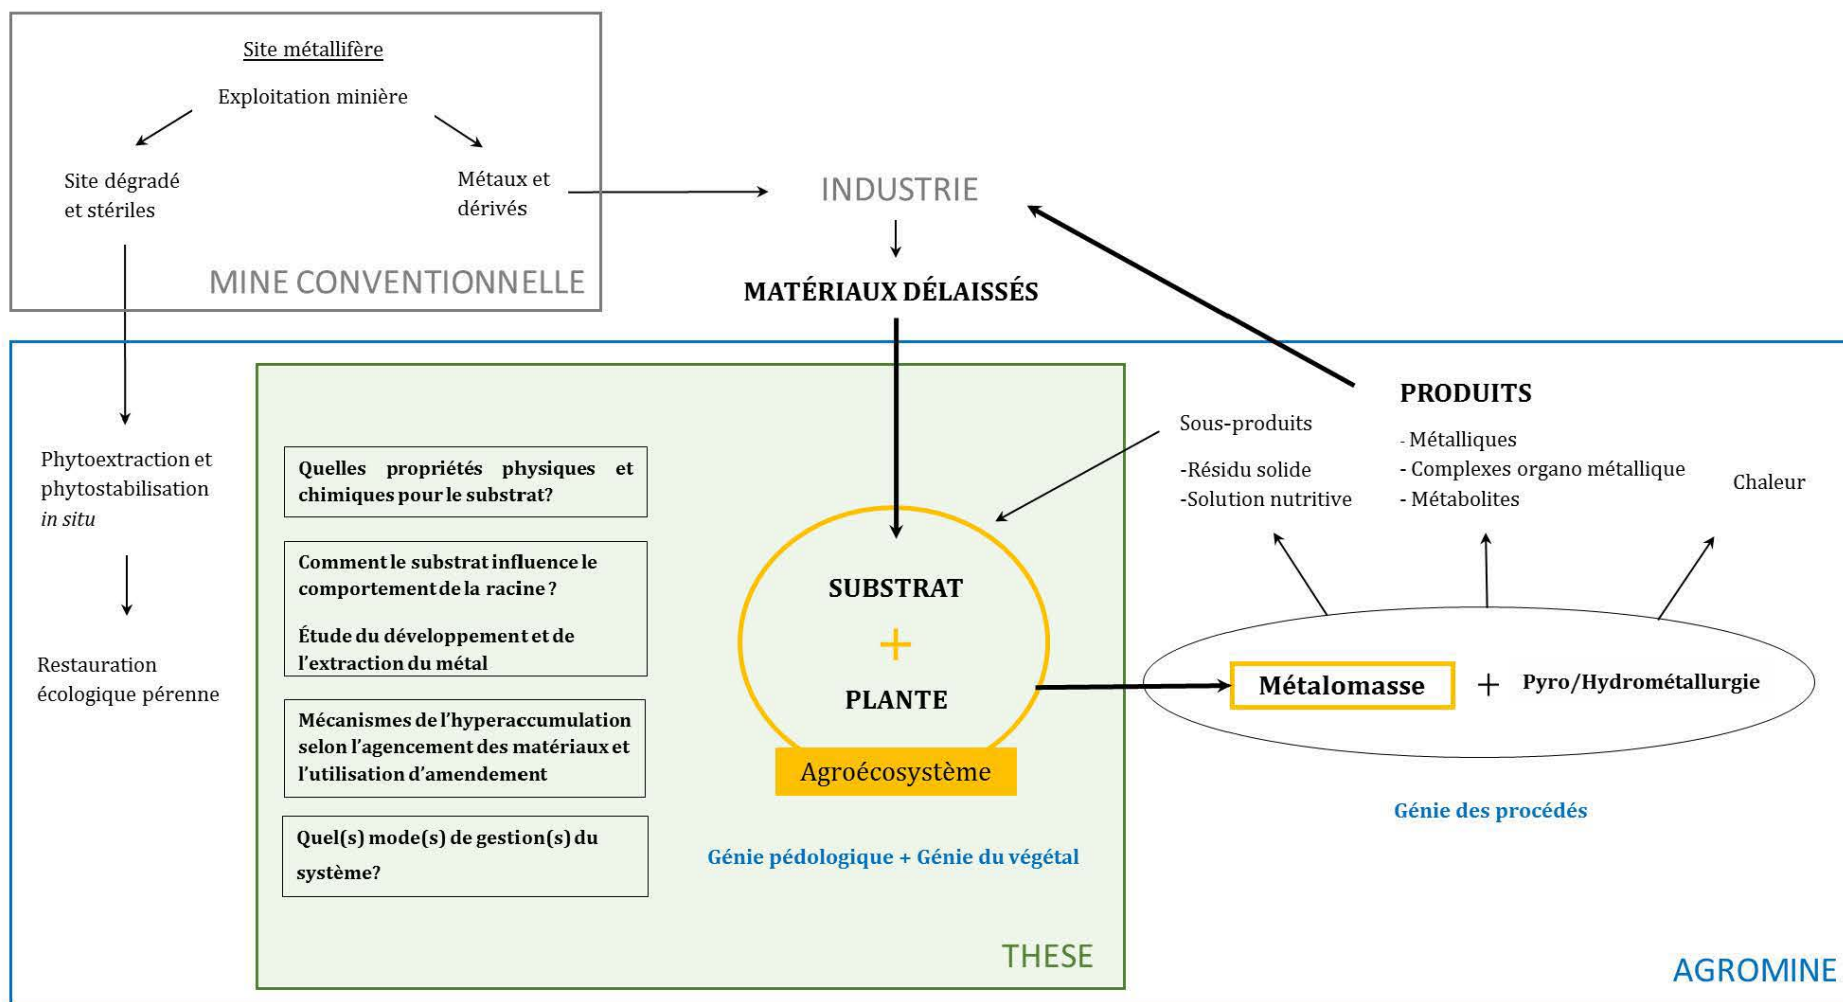 Site métallifère
Exploitation minière
Site dégradé
et stériles
Métaux et
dérivés
MINE CONVENTIONNELLE
INDUSTRIE
MATÉRIAUX DÉLAISSÉS
Phytoextraction et
phytostabilisation
in situ
Restauration
écologique pérenne
Quelles propriétés physiques et
chimiques pour le substrat?
Comment le substrat influence le
comportement de la racine ?
Étude du développement et de
l'extraction du métal
Mécanismes de l'hyperaccumulation
selon l'agencement des matériaux et
l'utilisation d'amendement
Quel(s) mode(s) de gestion(s) du
système?
SUBSTRAT
+
PLANTE
Agroécosystème
Génie pédologique + Génie du végétal
THESE
Sous-produits
-Résidu solide
-Solution nutritive
PRODUITS
- Métalliques
- Complexes organo métallique
- Métabolites
Chaleur
Métalomasse + Pyro/Hydrométallurgie
Génie des procédés
AGROMINE